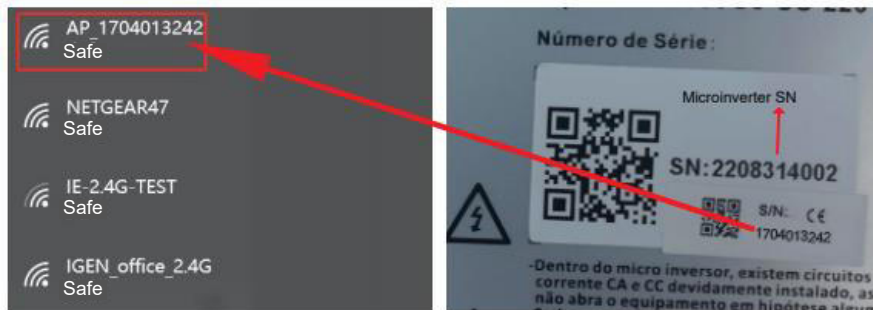 AP_1704013242
Safe
NETGEAR47
Safe
IE-2.4G-TEST
Safe
IGEN_office_2.4G
Safe
Número de Série:
Microinverter SN
SN:2208314002
S/N: CE
1704013242
-Dentro do micro inversor, existem circuitos
corrente CA e CC devidamente instalado, as
não abra o equipamento em hipótese